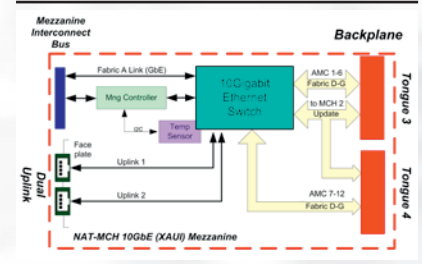 Mezzanine
Interconnect
Bus
Backplane
Fabric A Link (GbE)
Mng Controller
I2C
Temp
Sensor
10Gigabit
Ethernet
Switch
AMC 1-6
Fabric D-G
to MCH 2
Update
Tongue 3
Face
plate
Dual
Uplink
Uplink 1
Uplink 2
AMC 7-12
Fabric D-G
Tongue 4
NAT-MCH 10GbE (XAUI) Mezzanine